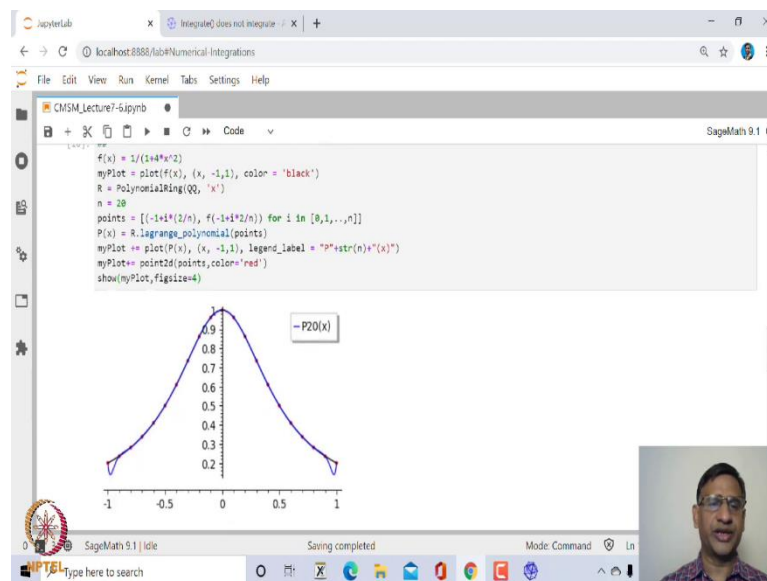 JupyterLab
Integrate() does not integrate - A
localhost:8888/lab#Numerical-Integrations
File Edit View Run Kernel Tabs Settings Help
CMSM_Lecture7-6.ipynb
Code
SageMath 9.1
f(x) = 1/(1+4*x^2)
myPlot = plot(f(x), (x, -1,1), color = 'black')
R = PolynomialRing(QQ, 'x')
n = 20
points = [(-1+i*(2/n), f(-1+i*2/n)) for i in [0,1,..,n]]
P(x) = R.lagrange_polynomial(points)
myPlot += plot(P(x), (x, -1,1), legend_label = "P"+str(n)+"(x)")
myPlot+= point2d(points,color='red')
show(myPlot,figsize=4)
1
P20(x)
0.9
0.8
0.7
0.6
0.5
0.4
0.3
0.2
-1 -0.5 0 0.5 1
0
SageMath 9.1 | Idle
Saving completed
Mode: Command
Ln
NPTEL
Type here to search